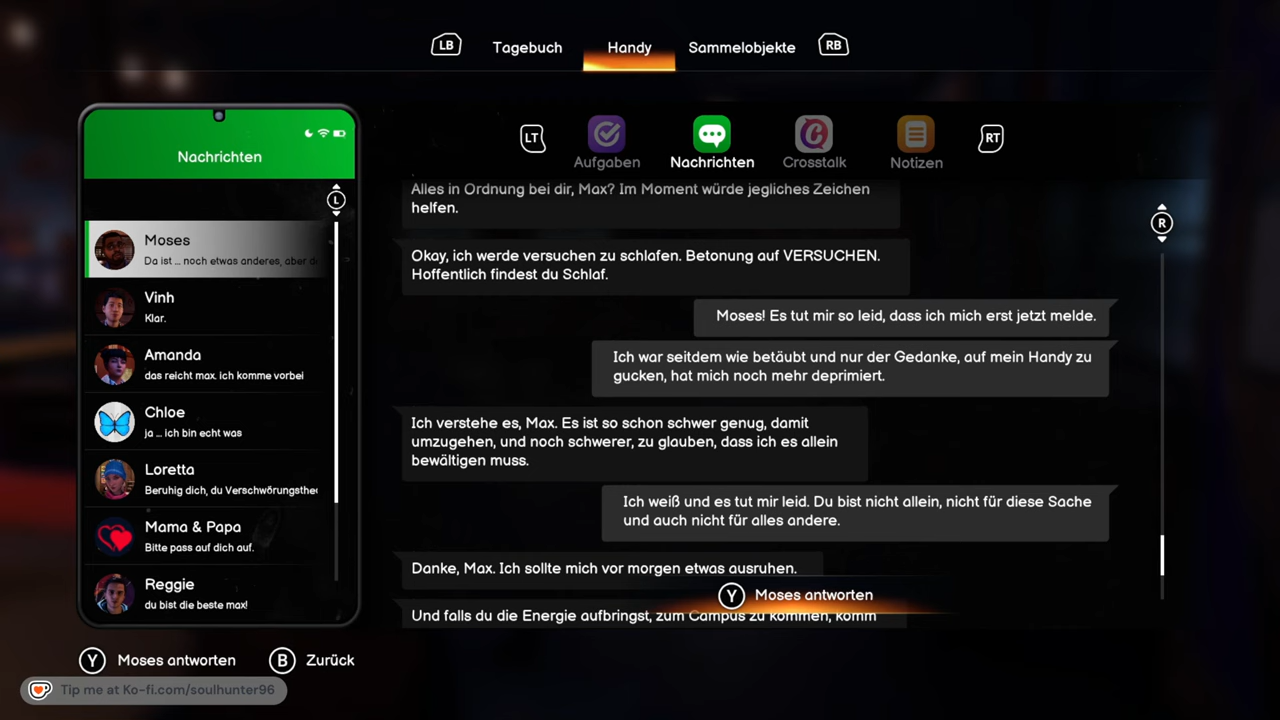 LB
Tagebuch
Handy
Sammelobjekte
RB
Nachrichten
L
Moses
Da ist ... noch etwas anderes, aber
Vinh
Klar.
Amanda
das reicht max. ich komme vorbei
Chloe
ja ... ich bin echt was
Loretta
Beruhig dich, du
Mama & Papa
Bitte pass auf dich auf.
Reggie
du bist die beste max!
LT
Aufgaben
Nachrichten
Crosstalk
Notizen
RT
R
Alles in Ordnung bei dir, Max? Im Moment würde jegliches Zeichen
helfen.
Okay, ich werde versuchen zu schlafen. Betonung auf VERSUCHEN.
Hoffentlich findest du Schlaf.
Moses! Es tut mir so leid, dass ich mich erst jetzt melde.
Ich war seitdem wie betäubt und nur der Gedanke, auf mein Handy zu
gucken, hat mich noch mehr deprimiert.
Ich verstehe es, Max. Es ist so schon schwer genug, damit
umzugehen, und noch schwerer, zu glauben, dass ich es allein
bewältigen muss.
Ich weiß und es tut mir leid. Du bist nicht allein, nicht für diese Sache
und auch nicht für alles andere.
Danke, Max. Ich sollte mich vor morgen etwas ausruhen.
Y Moses antworten
Und falls du die Energie aufbringst, zum Campus zu kommen, komm
Y Moses antworten
B Zurück
Tip me at Ko-fi.com/soulhunter96